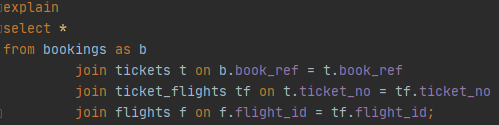 explain
select *
from bookings as b
join tickets t on b.book_ref = t.book_ref
join ticket_flights tf on t.ticket_no = tf.ticket_no
join flights f on f.flight_id = tf.flight_id;